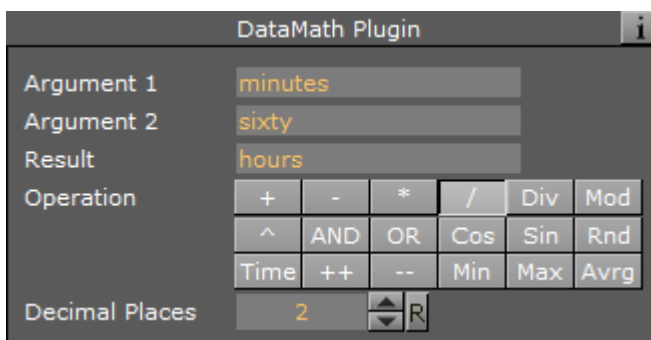 DataMath Plugin i
Argument 1 minutes
Argument 2 sixty
Result hours
Operation + - * / Div Mod
^ AND OR Cos Sin Rnd
Time ++ -- Min Max Avrg
Decimal Places 2 R